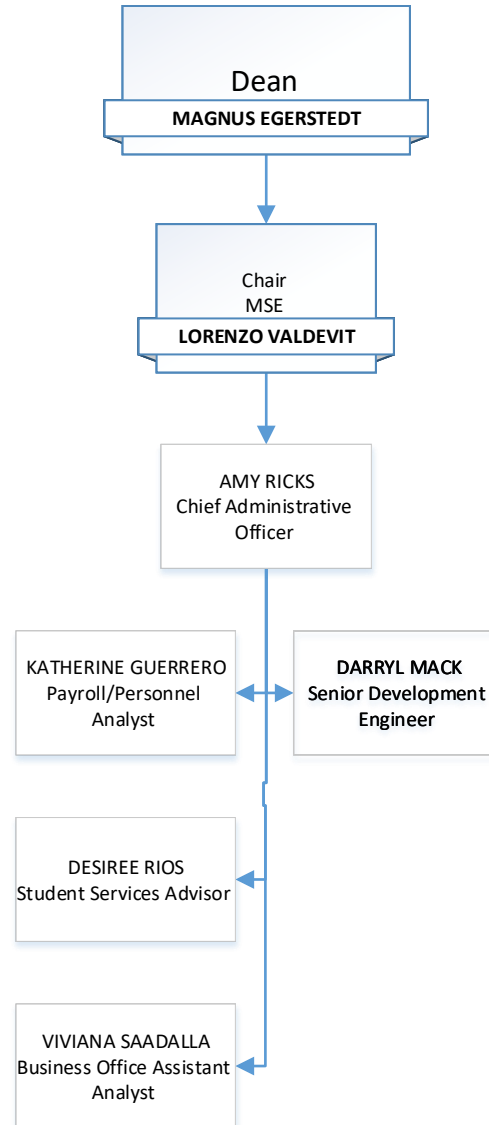 Dean
MAGNUS EGERSTEDT
Chair
MSE
LORENZO VALDEVIT
AMY RICKS
Chief Administrative
Officer
KATHERINE GUERRERO
Payroll/Personnel
Analyst
DARRYL MACK
Senior Development
Engineer
DESIREE RIOS
Student Services Advisor
VIVIANA SAADALLA
Business Office Assistant
Analyst